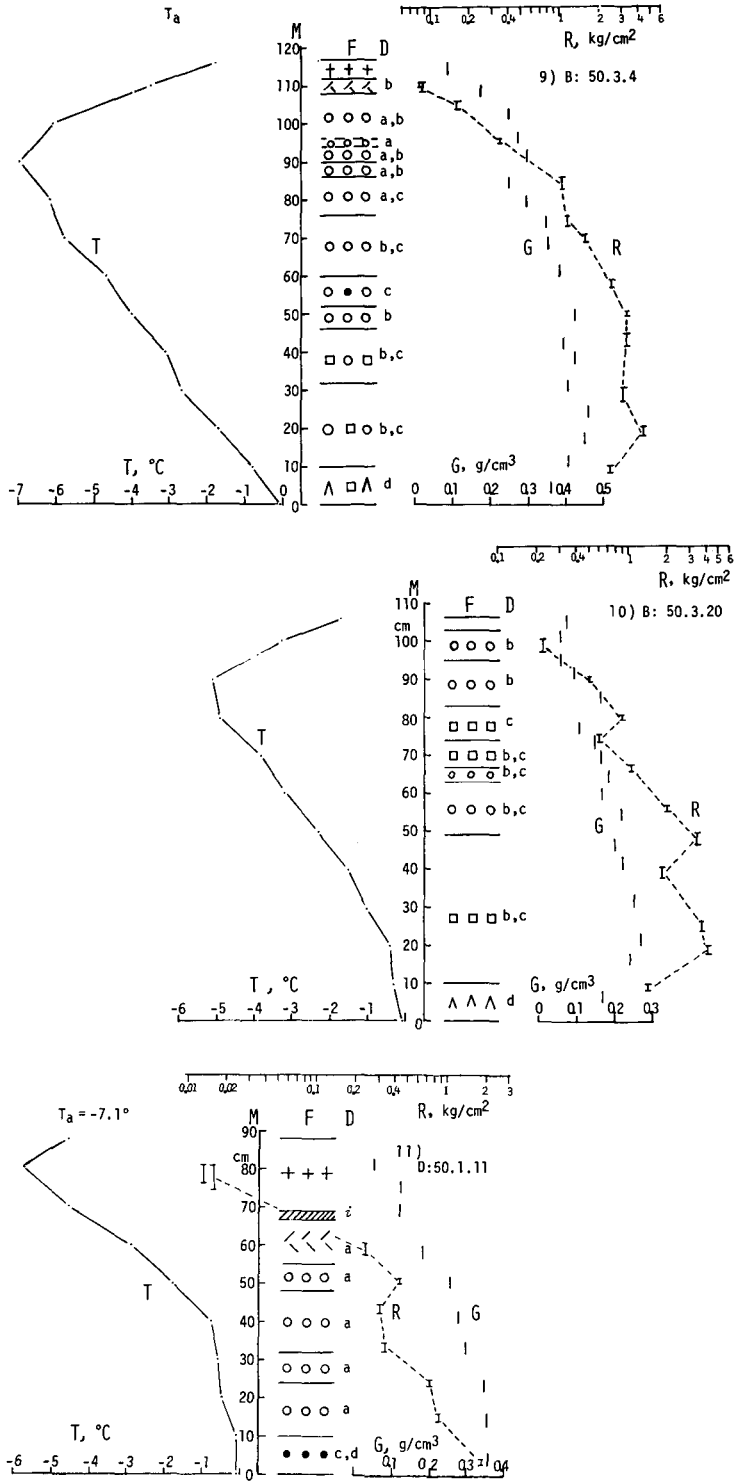 Ta
0.1 0.2 0.4 1 2 3 4 6
R, kg/cm2
M F D
9) B: 50.3.4
120
110 b
100 a,b
a
90 a,b
a,b
80 a,c
70 b,c
T G R
60
50 c
b
40 b,c
30
20 b,c
10
0 d
T, °C
-7 -6 -5 -4 -3 -2 -1 0
G, g/cm3
0 0.1 0.2 0.3 0.4 0.5
0.1 0.2 0.4 1 2 3 4 5 6
R, kg/cm2
M F D
10) B: 50.3.20
110
cm
100 b
90 b
80 c
T
70 b,c
b,c
60 b,c
R
G
50
40
30 b,c
20
10
0 d
T, °C
-6 -5 -4 -3 -2 -1
G, g/cm3
0 0.1 0.2 0.3
0.01 0.02 0.1 0.2 0.4 1 2 3
R, kg/cm2
Ta = -7.1°
M F D
11)
D:50.1.11
90
cm
80
70 i
60 a
50 a
T R G
40 a
30 a
20 a
10 c,d
0
T, °C
-6 -5 -4 -3 -2 -1
G, g/cm3
0.1 0.2 0.3 0.4